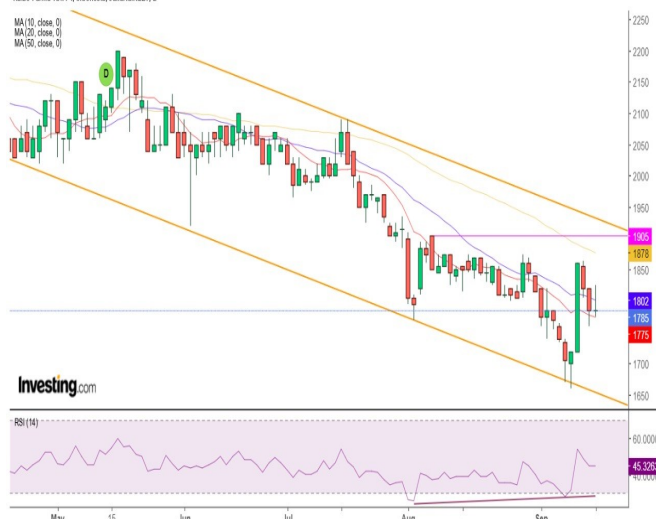 MA (10, close, 0)
MA (20, close, 0)
MA (50, close, 0)
D
2250
2200
2150
2100
2050
2000
1950
1905
1878
1850
1802
1785
1775
1700
1650
Investing.com
RSI (14)
60.0000
45.3263
40.0000
May
15
Jun
Jul
Aug
Sep